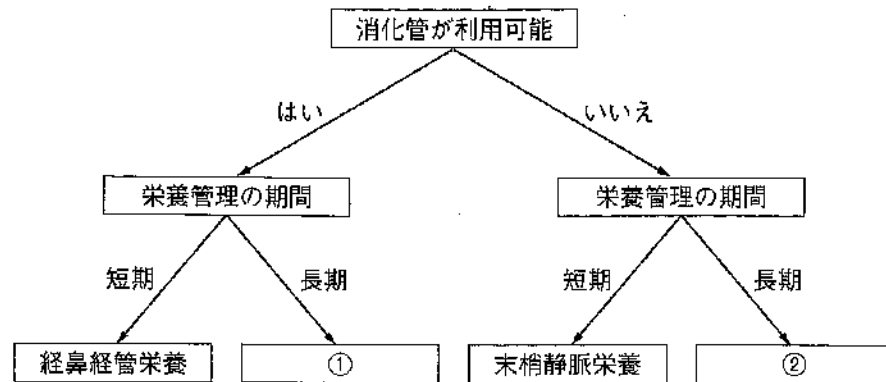 消化管が利用可能
はい
いいえ
栄養管理の期間
栄養管理の期間
短期
長期
短期
長期
経鼻経管栄養
①
末梢静脈栄養
②